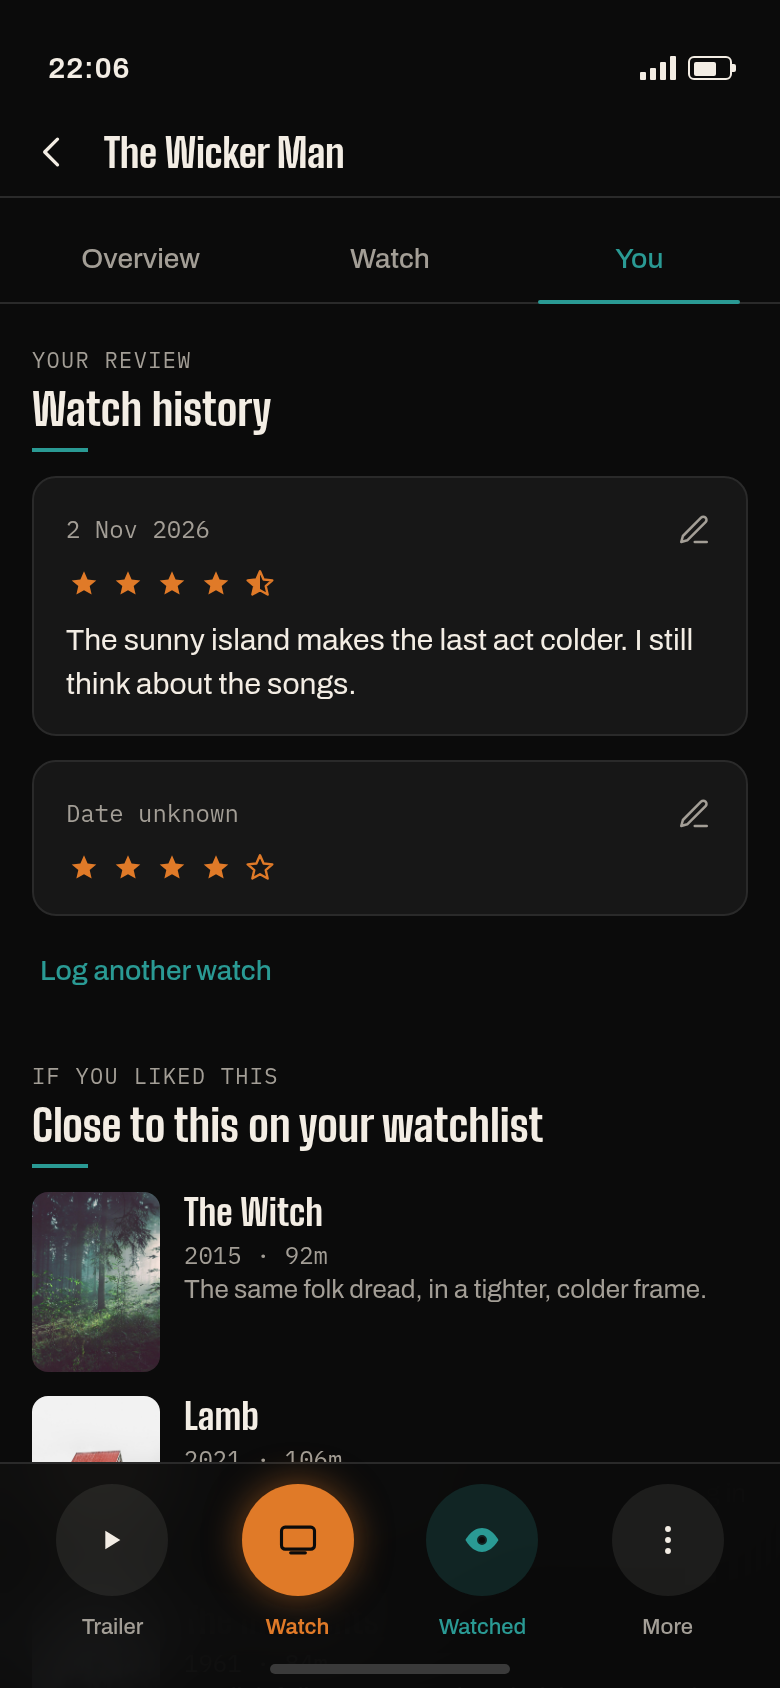 22:06
The Wicker Man
Overview
Watch
You
YOUR REVIEW
Watch history
2 Nov 2026
The sunny island makes the last act colder. I still
think about the songs.
Date unknown
Log another watch
IF YOU LIKED THIS
Close to this on your watchlist
The Witch
2015 · 92m
The same folk dread, in a tighter, colder frame.
Lamb
2021 · 106m
Trailer
Watch
Watched
More